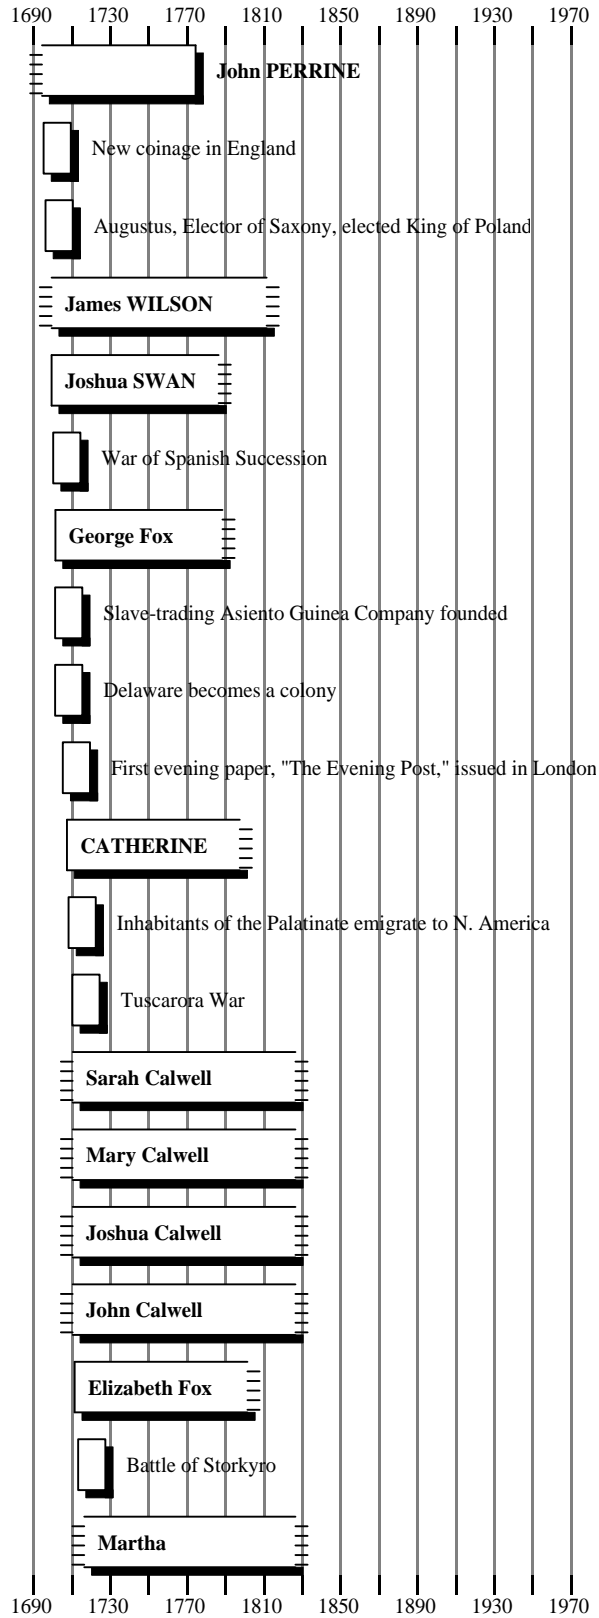 1690 1730 1770 1810 1850 1890 1930 1970
John PERRINE
New coinage in England
Augustus, Elector of Saxony, elected King of Poland
James WILSON
Joshua SWAN
War of Spanish Succession
George Fox
Slave-trading Asiento Guinea Company founded
Delaware becomes a colony
First evening paper, "The Evening Post," issued in London
CATHERINE
Inhabitants of the Palatinate emigrate to N. America
Tuscarora War
Sarah Calwell
Mary Calwell
Joshua Calwell
John Calwell
Elizabeth Fox
Battle of Storkyro
Martha
1690 1730 1770 1810 1850 1890 1930 1970